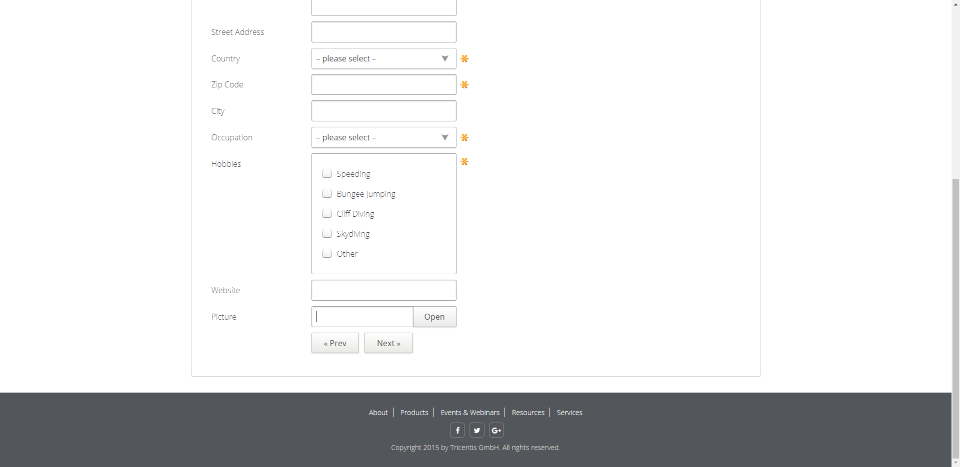 Street Address
Country – please select –
Zip Code
City
Occupation – please select –
Hobbies
Speeding
Bungee Jumping
Cliff Diving
Skydiving
Other
Website
Picture Open
« Prev Next »
About Products Events & Webinars Resources Services
f G+
Copyright 2015 by Tricentis GmbH. All rights reserved.